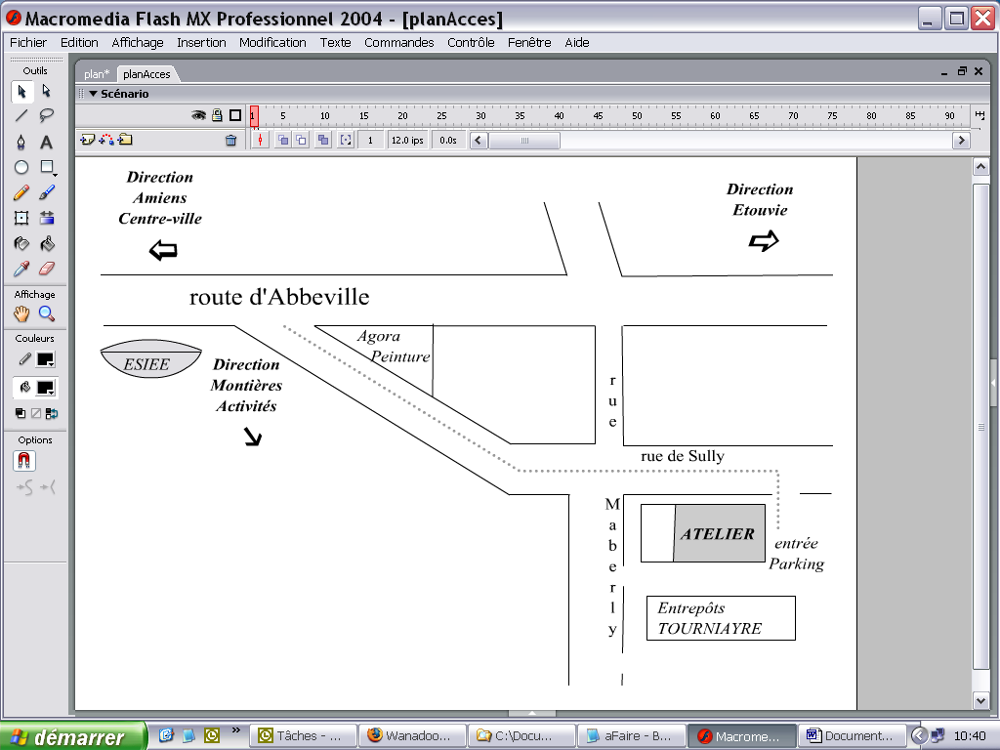 Macromedia Flash MX Professionnel 2004 - [planAcces]
Fichier Edition Affichage Insertion Modification Texte Commandes Contrôle Fenêtre Aide
Outils
plan* planAcces
Scénario
1 5 10 15 20 25 30 35 40 45 50 55 60 65 70 75 80 85 90
1 12.0 ips 0.0s
Affichage
Couleurs
Options
Direction
Amiens
Centre-ville
Direction
Etouvie
route d'Abbeville
Agora
Peinture
ESIEE
Direction
Montières
Activités
rue
rue de Sully
Maberly
ATELIER
entrée
Parking
Entrepôts
TOURNIAYRE
démarrer
»
Tâches - ...
Wanadoo...
C:\Docu...
aFaire - B...
Macrome...
Document...
10:40